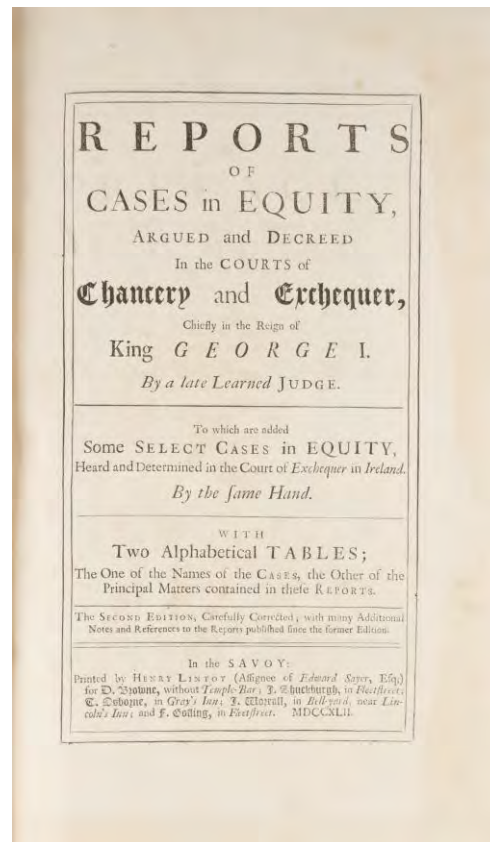 REPORTS
OF
CASES in EQUITY,
ARGUED and DECREED
In the COURTS of
Chancery and Exchequer,
Chiefly in the Reign of
King GEORGE I.
By a late Learned JUDGE.
To which are added
Some SELECT CASES in EQUITY,
Heard and Determined in the Court of Exchequer in Ireland.
By the ſame Hand.
WITH
Two Alphabetical TABLES;
The One of the Names of the CASES, the Other of the
Principal Matters contained in theſe REPORTS.
The SECOND EDITION, Carefully Corrected; with many Additional
Notes and References to the Reports publiſhed ſince the former Edition.
In the SAVOY:
Printed by HENRY LINTOT (Aſſignee of Edward Sayer, Eſq;)
for D. Browne, without Temple-Bar; J. Shuckburgh, in Fleetſtreet;
T. Osborne, in Gray's Inn; J. Worrall, in Bell-yard, near Lin-
coln's Inn; and F. Goſling, in Fleetſtreet. MDCCXLII.